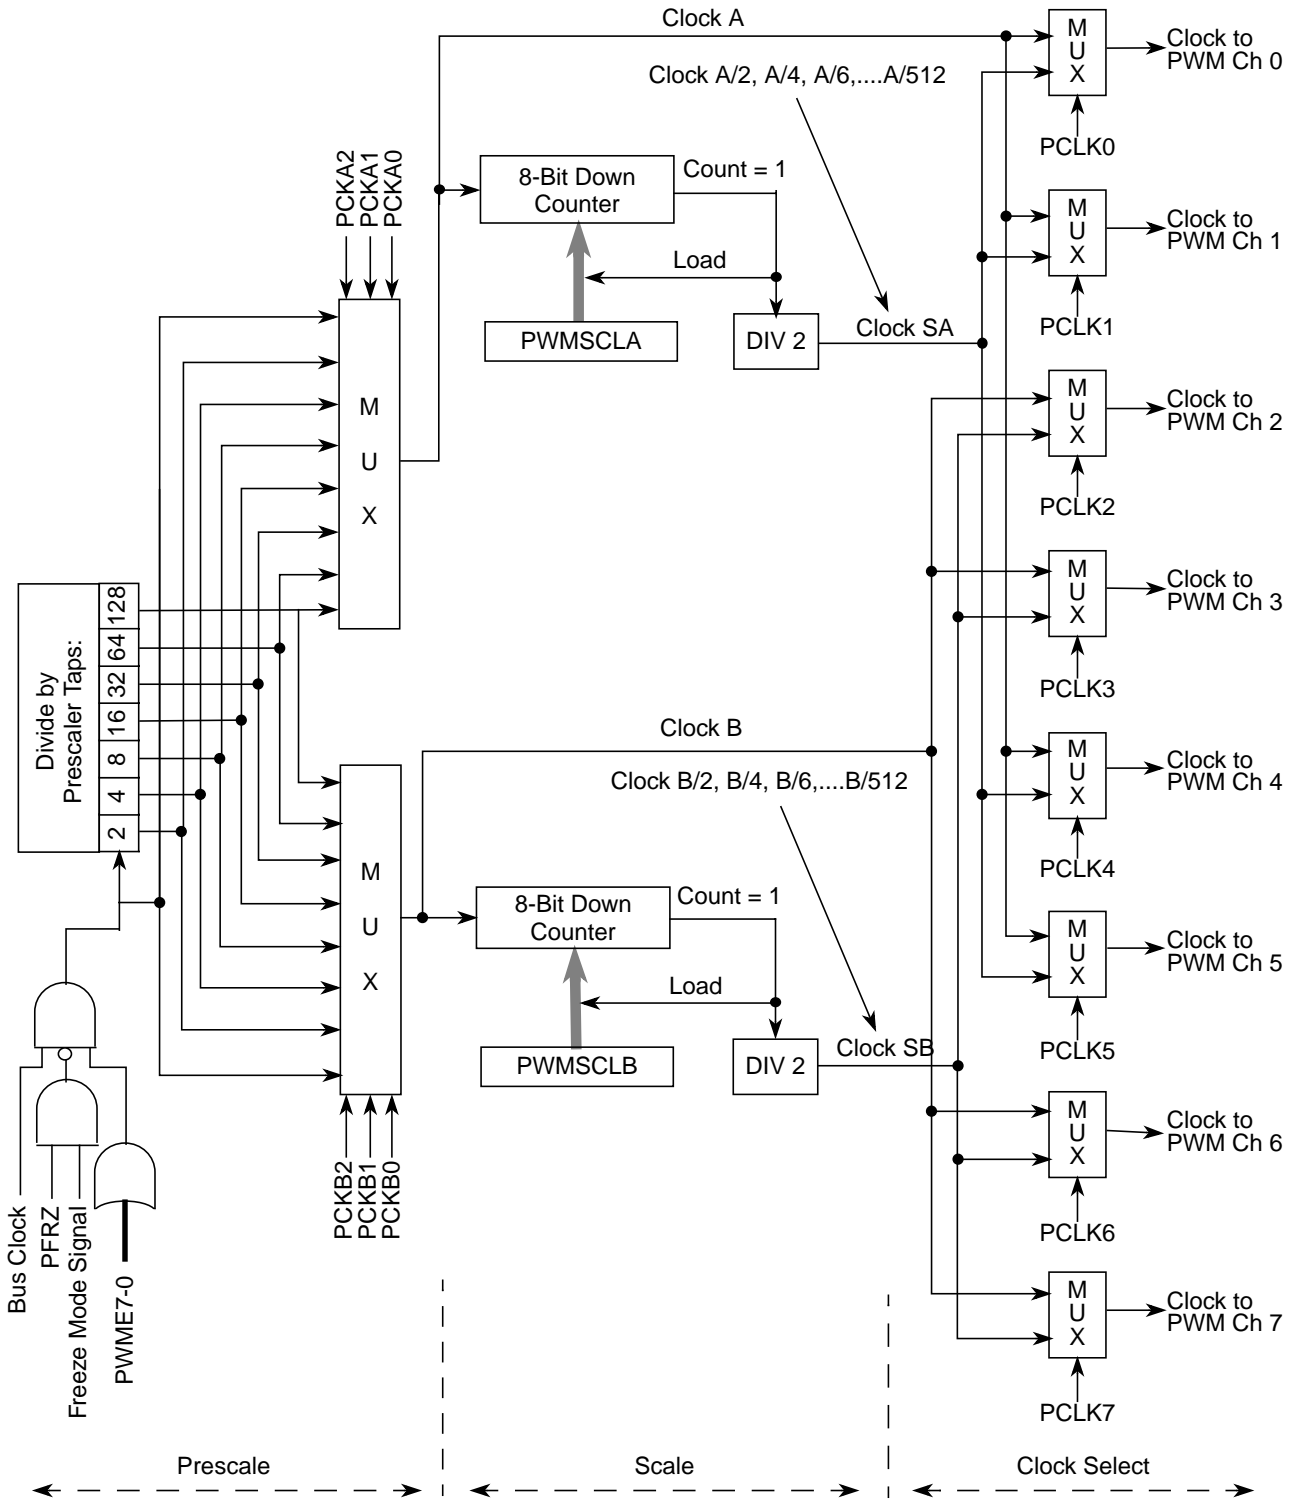 Clock A
Clock A/2, A/4, A/6,....A/512
PCKA2
PCKA1
PCKA0
8-Bit Down
Counter
Count = 1
Load
PWMSCLA
DIV 2
Clock SA
M
U
X
M
U
X
Clock to
PWM Ch 0
PCLK0
M
U
X
Clock to
PWM Ch 1
PCLK1
M
U
X
Clock to
PWM Ch 2
PCLK2
M
U
X
Clock to
PWM Ch 3
PCLK3
Divide by
Prescaler Taps:
128
64
32
16
8
4
2
Clock B
Clock B/2, B/4, B/6,....B/512
M
U
X
8-Bit Down
Counter
Count = 1
Load
PWMSCLB
DIV 2
Clock SB
M
U
X
Clock to
PWM Ch 4
PCLK4
M
U
X
Clock to
PWM Ch 5
PCLK5
M
U
X
Clock to
PWM Ch 6
PCLK6
M
U
X
Clock to
PWM Ch 7
PCLK7
PCKB2
PCKB1
PCKB0
Bus Clock
PFRZ
Freeze Mode Signal
PWME7-0
Prescale
Scale
Clock Select